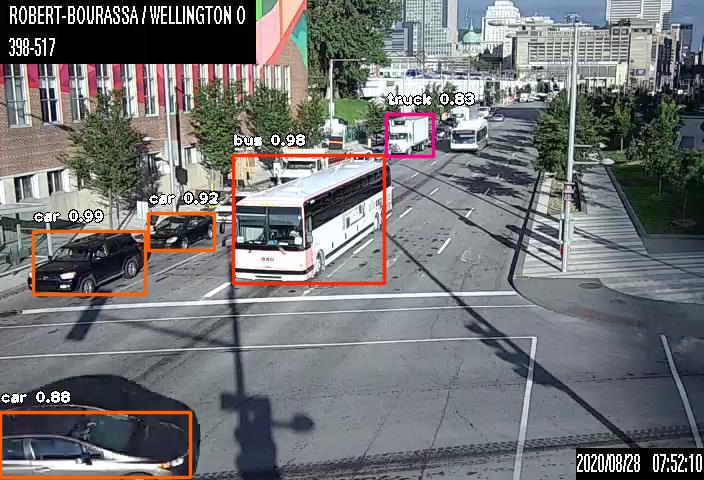 ROBERT-BOURASSA / WELLINGTON O
398-517
truck 0.83
bus 0.98
car 0.92
car 0.99
car 0.88
2020/08/28 07:52:10